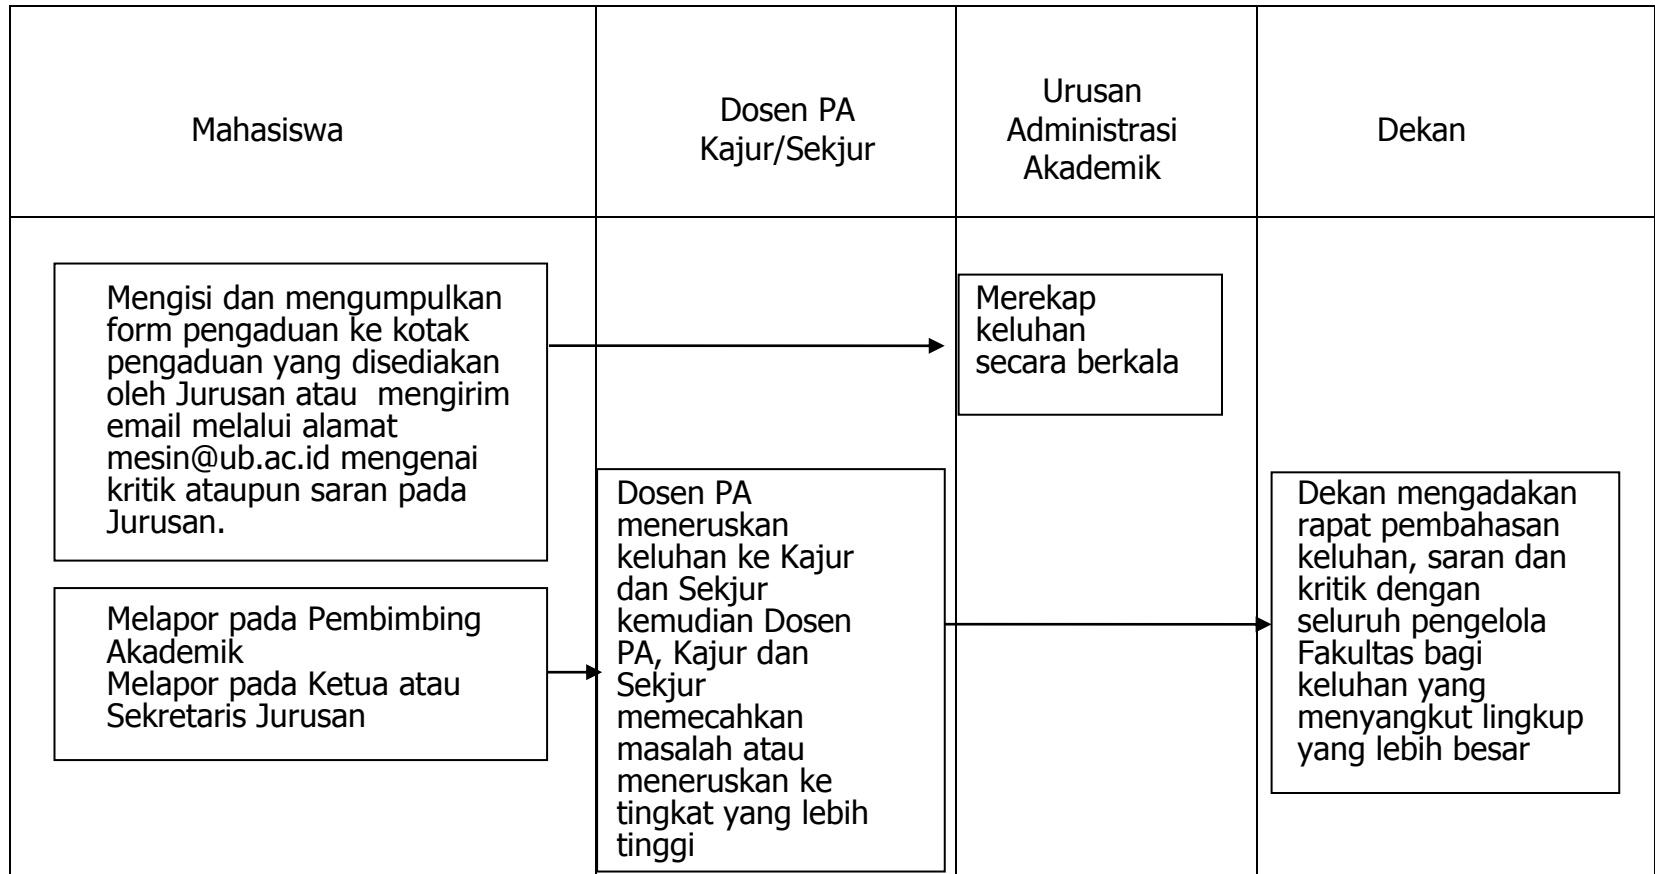 Mahasiswa
Dosen PA
Kajur/Sekjur
Urusan
Administrasi
Akademik
Dekan
Mengisi dan mengumpulkan
form pengaduan ke kotak
pengaduan yang disediakan
oleh Jurusan atau  mengirim
email melalui alamat
mesin@ub.ac.id mengenai
kritik ataupun saran pada
Jurusan.
Merekap
keluhan
secara berkala
Melapor pada Pembimbing
Akademik
Melapor pada Ketua atau
Sekretaris Jurusan
Dosen PA
meneruskan
keluhan ke Kajur
dan Sekjur
kemudian Dosen
PA, Kajur dan
Sekjur
memecahkan
masalah atau
meneruskan ke
tingkat yang lebih
tinggi
Dekan mengadakan
rapat pembahasan
keluhan, saran dan
kritik dengan
seluruh pengelola
Fakultas bagi
keluhan yang
menyangkut lingkup
yang lebih besar